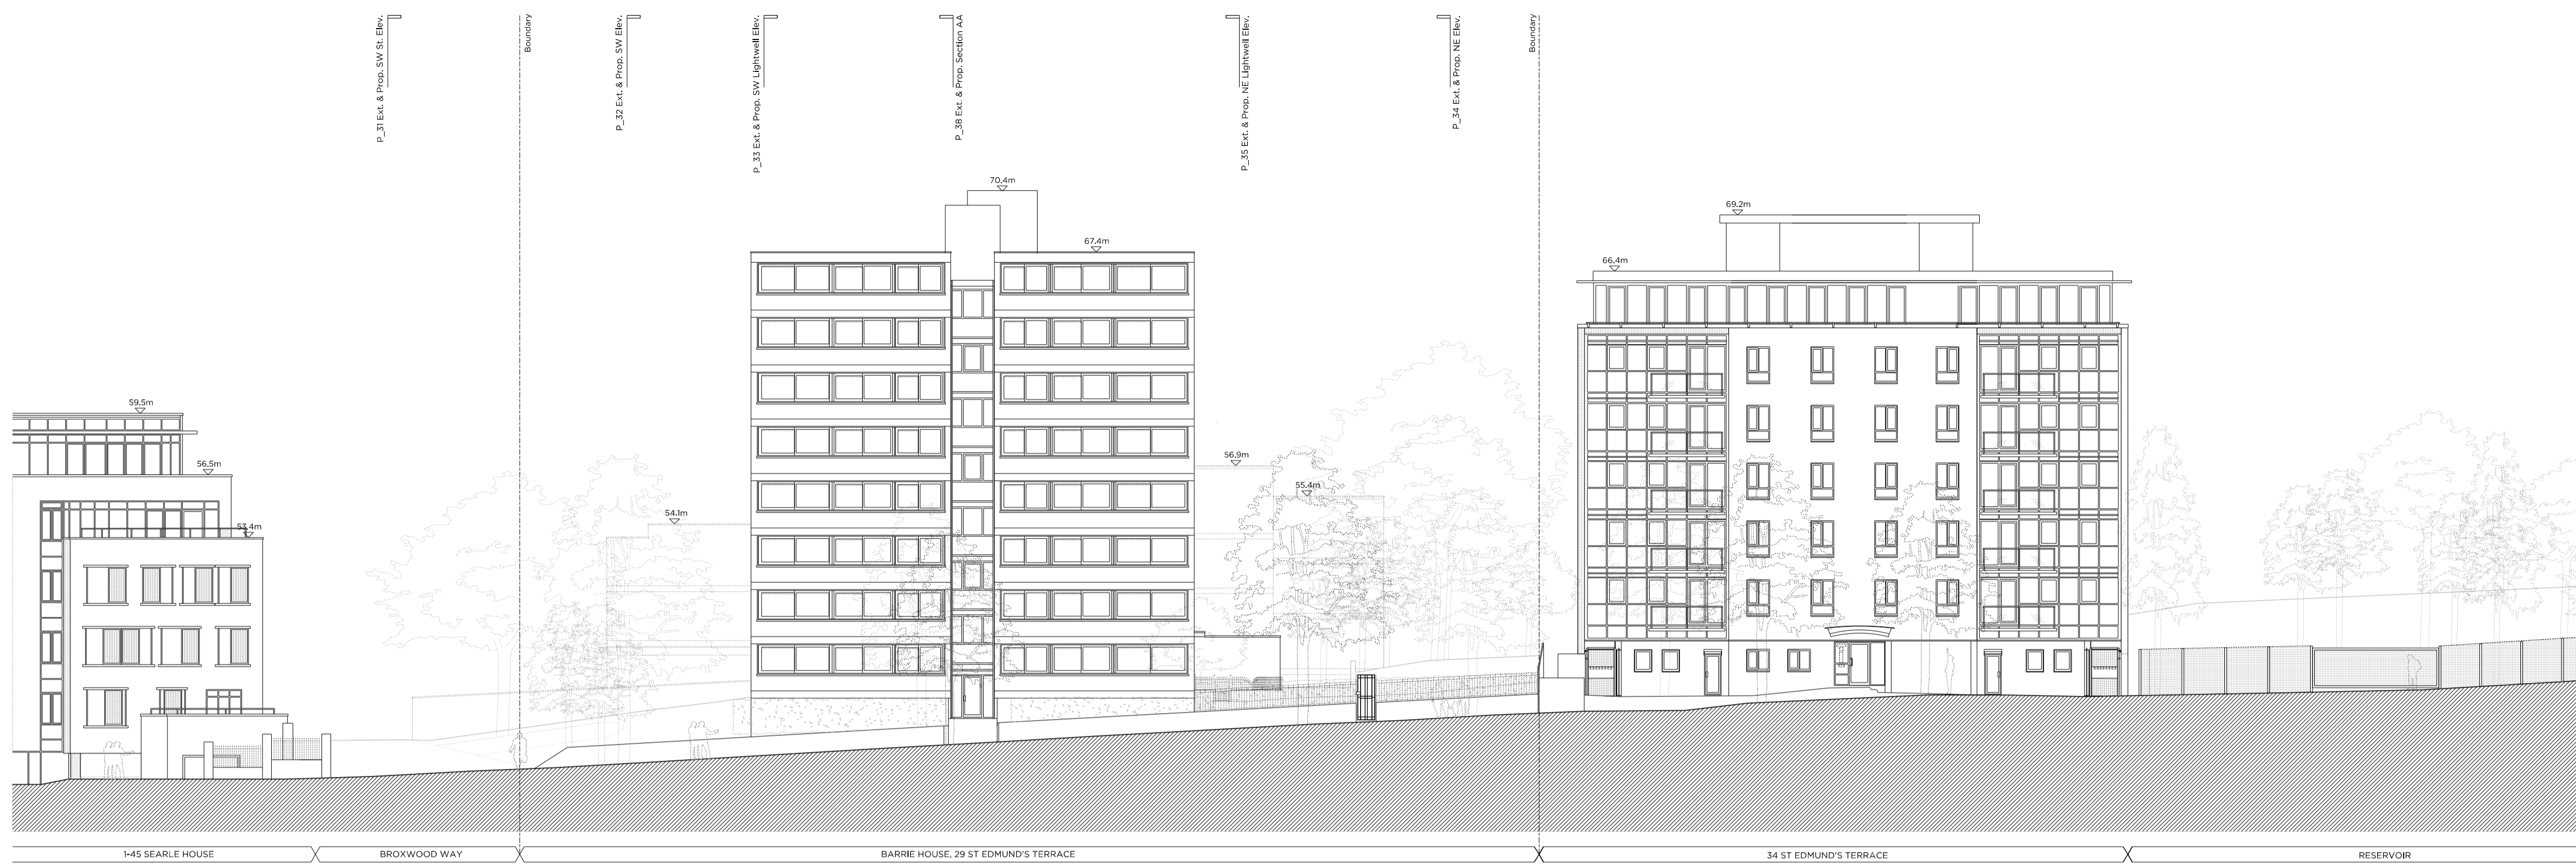 P_31 Ext. & Prop. SW St. Elev.
Boundary
P_32 Ext. & Prop. SW Elev.
P_33 Ext. & Prop. SW Lightwell Elev.
P_38 Ext. & Prop. Section AA
P_35 Ext. & Prop. NE Lightwell Elev.
P_34 Ext. & Prop. NE Elev.
Boundary
70.4m
69.2m
67.4m
66.4m
59.5m
56.5m
56.9m
55.4m
54.1m
53.4m
1-45 SEARLE HOUSE
BROXWOOD WAY
BARRIE HOUSE, 29 ST EDMUND'S TERRACE
34 ST EDMUND'S TERRACE
RESERVOIR